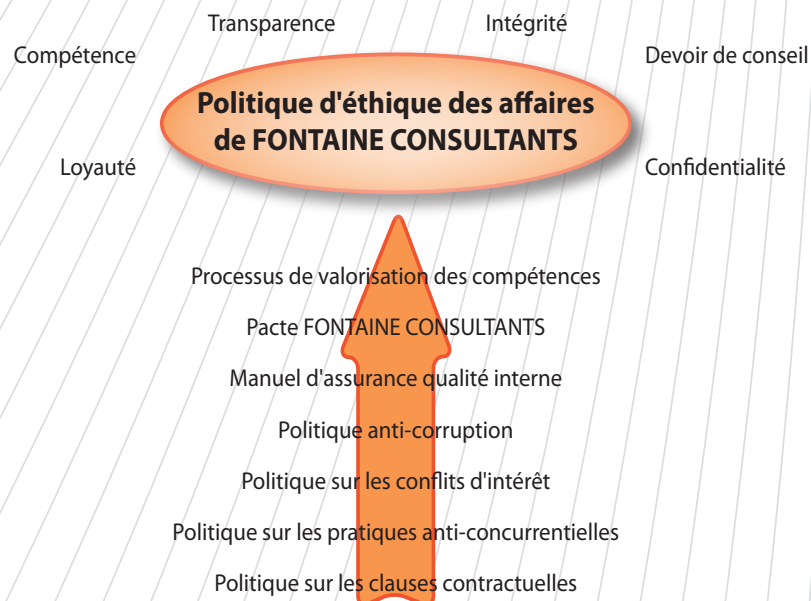 Transparence
Intégrité
Compétence
Devoir de conseil
Politique d'éthique des affaires
de FONTAINE CONSULTANTS
Loyauté
Confidentialité
Processus de valorisation des compétences
Pacte FONTAINE CONSULTANTS
Manuel d'assurance qualité interne
Politique anti-corruption
Politique sur les conflits d'intérêt
Politique sur les pratiques anti-concurrentielles
Politique sur les clauses contractuelles